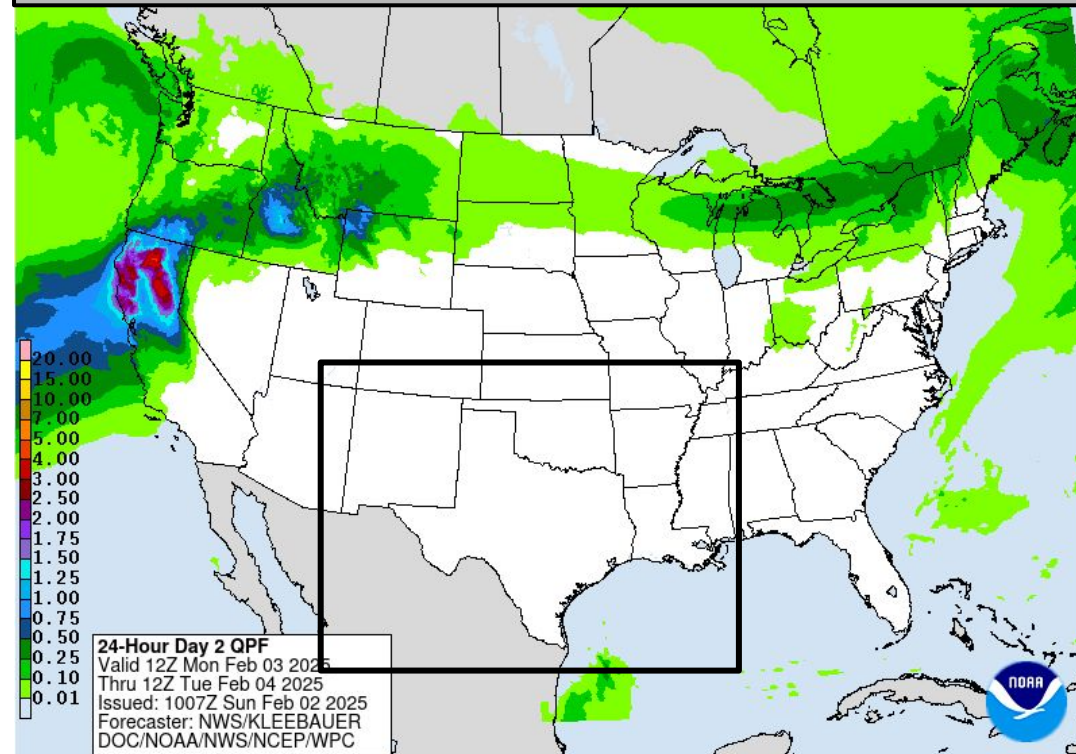 20.00
15.00
10.00
7.00
5.00
4.00
3.00
2.50
2.00
1.75
1.50
1.25
1.00
0.75
0.50
0.25
0.10
0.01
24-Hour Day 2 QPF
Valid 12Z Mon Feb 03 2025
Thru 12Z Tue Feb 04 2025
Issued: 1007Z Sun Feb 02 2025
Forecaster: NWS/KLEEBAUER
DOC/NOAA/NWS/NCEP/WPC
NOAA